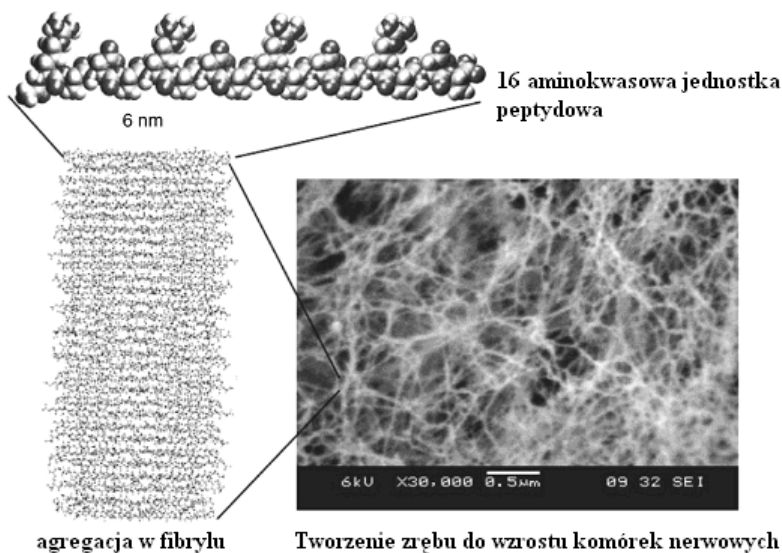 16 aminokwasowa jednostka
peptydowa
6 nm
6kV X30,000 0.5µm 09 32 SEI
agregacja w fibrylu
Tworzenie zrębu do wzrostu komórek nerwowych